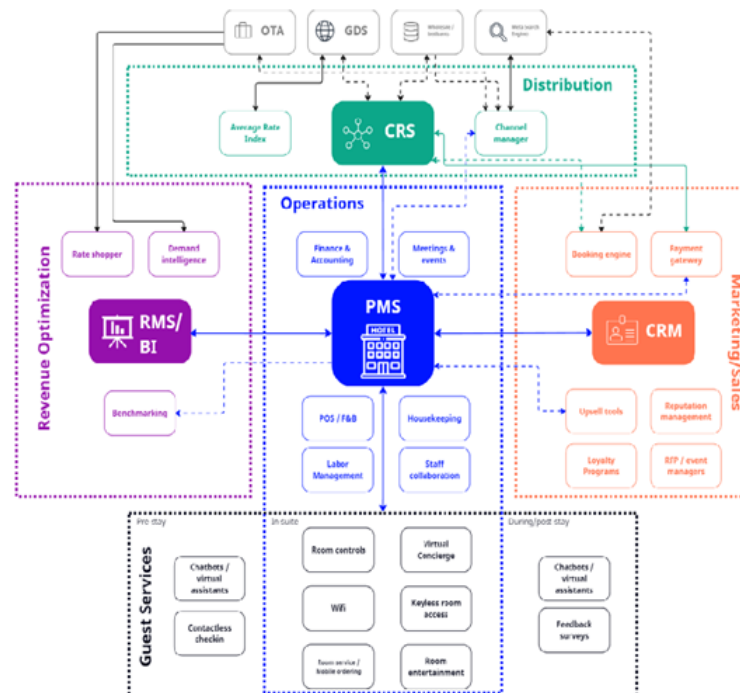 OTA
GDS
Wholesale /
Metasearch
Engine
Distribution
Average Rate
Index
CRS
Channel
manager
Operations
Finance &
Accounting
Meetings &
events
Rate shopper
Demand
intelligence
Booking engine
Payment
gateway
Revenue Optimization
RMS/
BI
PMS
HOTEL
CRM
Marketing/Sales
Benchmarking
POS / F&B
Housekeeping
Labor
Management
Staff
collaboration
Upsell tools
Reputation
management
Loyalty
Programs
RFP / event
managers
Guest Services
Pre stay
In suite
During/post stay
Chatbots /
virtual
assistants
Contactless
checkin
Room controls
Virtual
Concierge
Wifi
Keyless room
access
Room service /
Mobile ordering
Room
entertainment
Chatbots /
virtual
assistants
Feedback
surveys